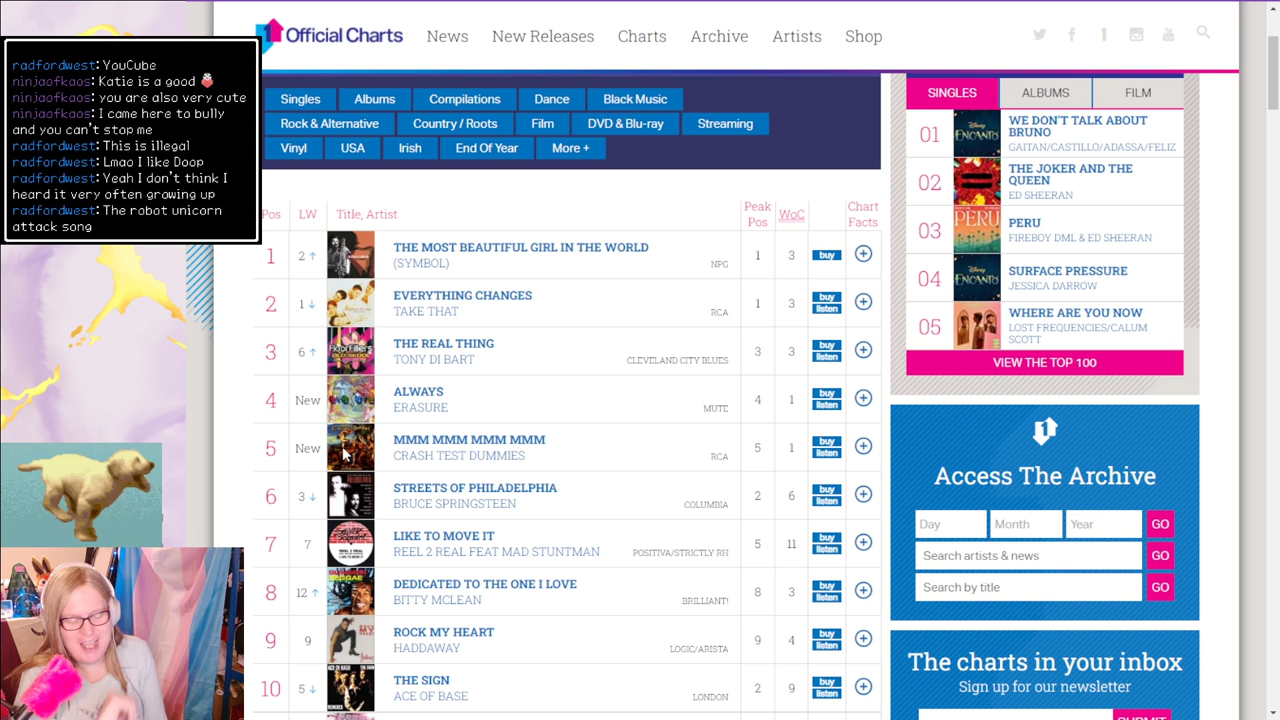 radfordwest: YouCube
ninjaofkaos: Katie is a good
ninjaofkaos: you are also very cute
ninjaofkaos: I came here to bully
and you can't stop me
radfordwest: This is illegal
radfordwest: Lmao I like Doop
radfordwest: Yeah I don't think I
heard it very often growing up
radfordwest: The robot unicorn
attack song
1 Official Charts
News New Releases Charts Archive Artists Shop
Singles Albums Compilations Dance Black Music
Rock & Alternative Country / Roots Film DVD & Blu-ray Streaming
Vinyl USA Irish End Of Year More +
Pos LW Title, Artist Peak Pos WoC Chart Facts
1 2 THE MOST BEAUTIFUL GIRL IN THE WORLD 1 3 buy
(SYMBOL) NPG
2 1 EVERYTHING CHANGES 1 3 buy
TAKE THAT RCA listen
3 6 THE REAL THING 3 3 buy
TONY DI BART CLEVELAND CITY BLUES listen
4 New ALWAYS 4 1 buy
ERASURE MUTE listen
5 New MMM MMM MMM MMM 5 1 buy
CRASH TEST DUMMIES RCA listen
6 3 STREETS OF PHILADELPHIA 2 6 buy
BRUCE SPRINGSTEEN COLUMBIA listen
7 7 LIKE TO MOVE IT 5 11 buy
REEL 2 REAL FEAT MAD STUNTMAN POSITIVA/STRICTLY RH listen
8 12 DEDICATED TO THE ONE I LOVE 8 3 buy
BITTY MCLEAN BRILLIANT! listen
9 9 ROCK MY HEART 9 4 buy
HADDAWAY LOGIC/ARISTA listen
10 5 THE SIGN 2 9 buy
ACE OF BASE LONDON listen
SINGLES ALBUMS FILM
01 WE DON'T TALK ABOUT
BRUNO
GAITAN/CASTILLO/ADASSA/FELIZ
02 THE JOKER AND THE
QUEEN
ED SHEERAN
03 PERU
FIREBOY DML & ED SHEERAN
04 SURFACE PRESSURE
JESSICA DARROW
05 WHERE ARE YOU NOW
LOST FREQUENCIES/CALUM
SCOTT
VIEW THE TOP 100
Access The Archive
Day Month Year GO
Search artists & news GO
Search by title GO
The charts in your inbox
Sign up for our newsletter
SUBMIT